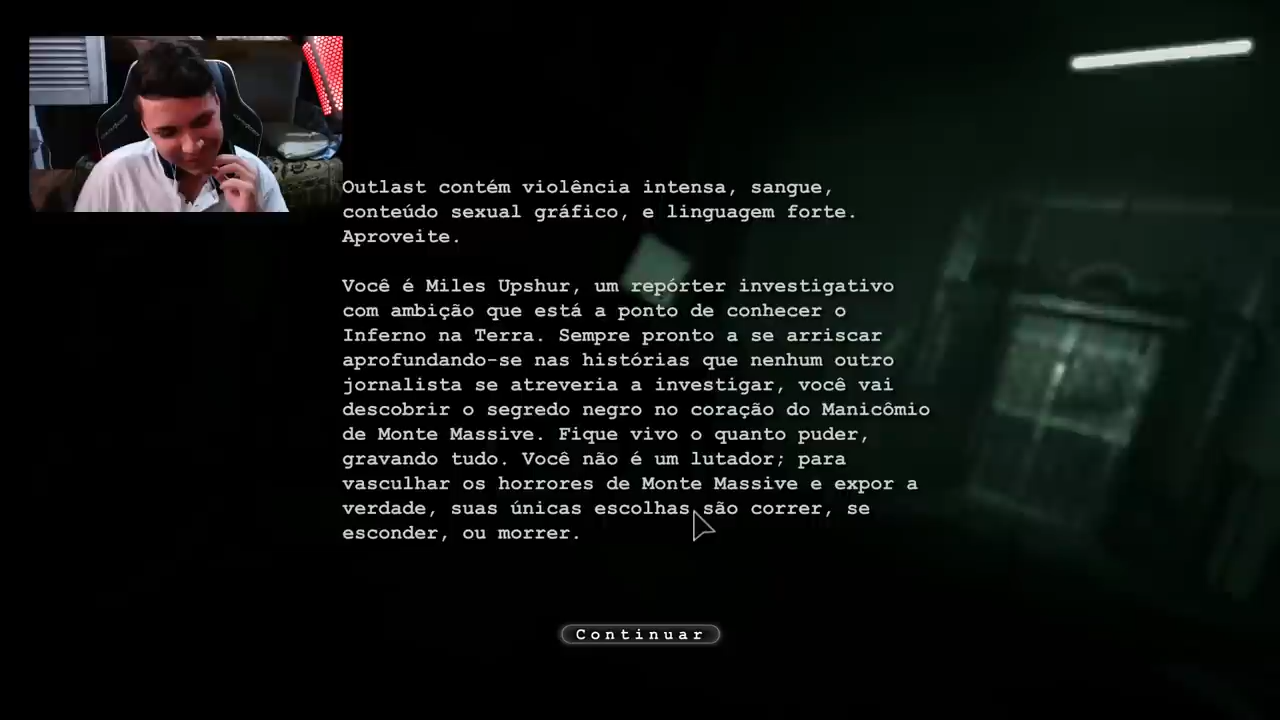 Outlast contém violência intensa, sangue,
conteúdo sexual gráfico, e linguagem forte.
Aproveite.
Você é Miles Upshur, um repórter investigativo
com ambição que está a ponto de conhecer o
Inferno na Terra. Sempre pronto a se arriscar
aprofundando-se nas histórias que nenhum outro
jornalista se atreveria a investigar, você vai
descobrir o segredo negro no coração do Manicômio
de Monte Massive. Fique vivo o quanto puder,
gravando tudo. Você não é um lutador; para
vasculhar os horrores de Monte Massive e expor a
verdade, suas únicas escolhas são correr, se
esconder, ou morrer.
Continuar